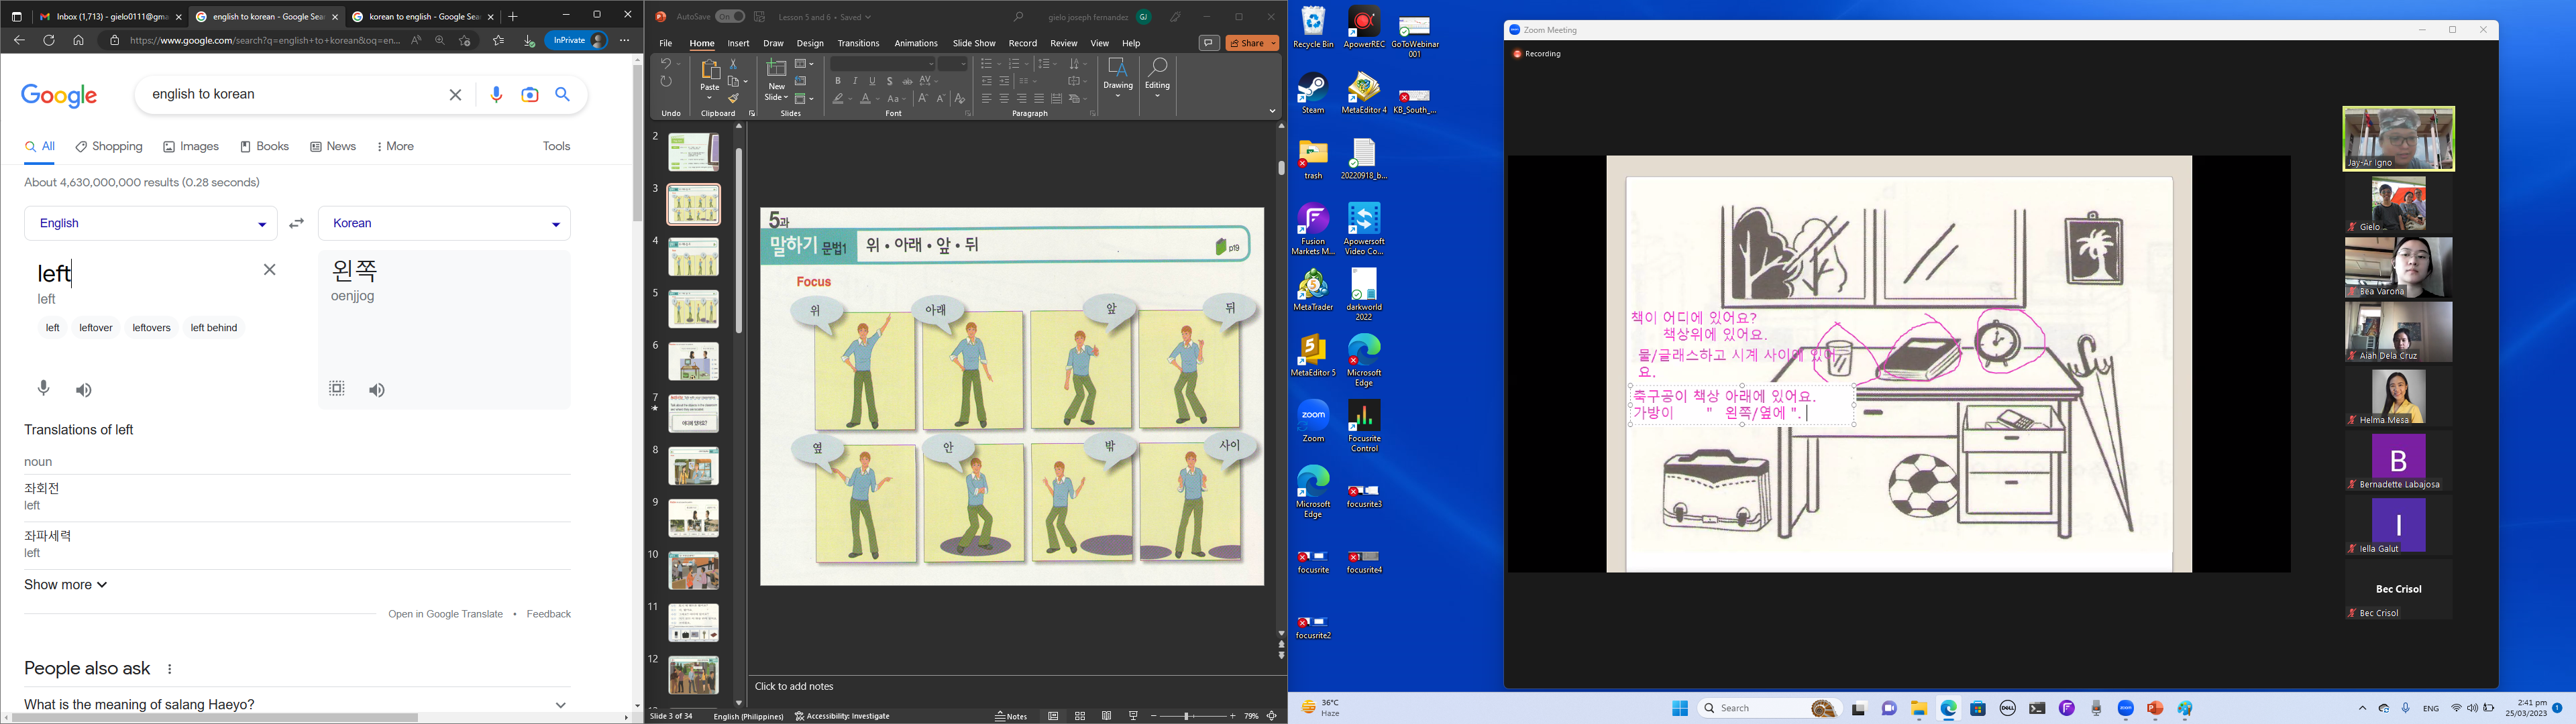 Inbox (1,713) - gielo0111@gma
english to korean - Google Sear
korean to english - Google Sea
https://www.google.com/search?q=english+to+korean&oq=en...
InPrivate
Google
english to korean
All
Shopping
Images
Books
News
More
Tools
About 4,630,000,000 results (0.28 seconds)
English
Korean
left
left
왼쪽
oenjjog
left
leftover
leftovers
left behind
Translations of left
noun
좌회전
left
좌파세력
left
Show more
Open in Google Translate • Feedback
People also ask
What is the meaning of salang Haeyo?
AutoSave On
Lesson 5 and 6 • Saved
gielo joseph fernandez
GJ
File Home Insert Draw Design Transitions Animations Slide Show Record Review View Help
Share
Paste
New Slide
Drawing
Editing
Undo
Clipboard
Slides
Font
Paragraph
2
3
4
5
6
7
8
9
10
11
12
5과
말하기 문법1
위 • 아래 • 앞 • 뒤
p19
Focus
위
아래
앞
뒤
옆
안
밖
사이
Click to add notes
Slide 3 of 34
English (Philippines)
Accessibility: Investigate
Notes
79%
Recycle Bin
ApowerREC
GoToWebinar 001
Steam
MetaEditor 4
KB_South_...
trash
20220918_b...
Fusion Markets M...
Apowersoft Video Co...
MetaTrader
darkworld 2022
MetaEditor 5
Microsoft Edge
Zoom
Focusrite Control
Microsoft Edge
focusrite3
focusrite
focusrite4
focusrite2
Zoom Meeting
Recording
책이 어디에 있어요?
책상위에 있어요.
물/글래스하고 시계 사이에 있어
요.
축구공이 책상 아래에 있어요.
가방이 " 왼쪽/옆에 ".
Jay-Ar Igno
Gielo
Bea Varona
Aiah Dela Cruz
Helma Mesa
B
Bernadette Labajosa
I
Iella Galut
Bec Crisol
Bec Crisol
36°C
Haze
Search
ENG
2:41 pm
25/03/2023